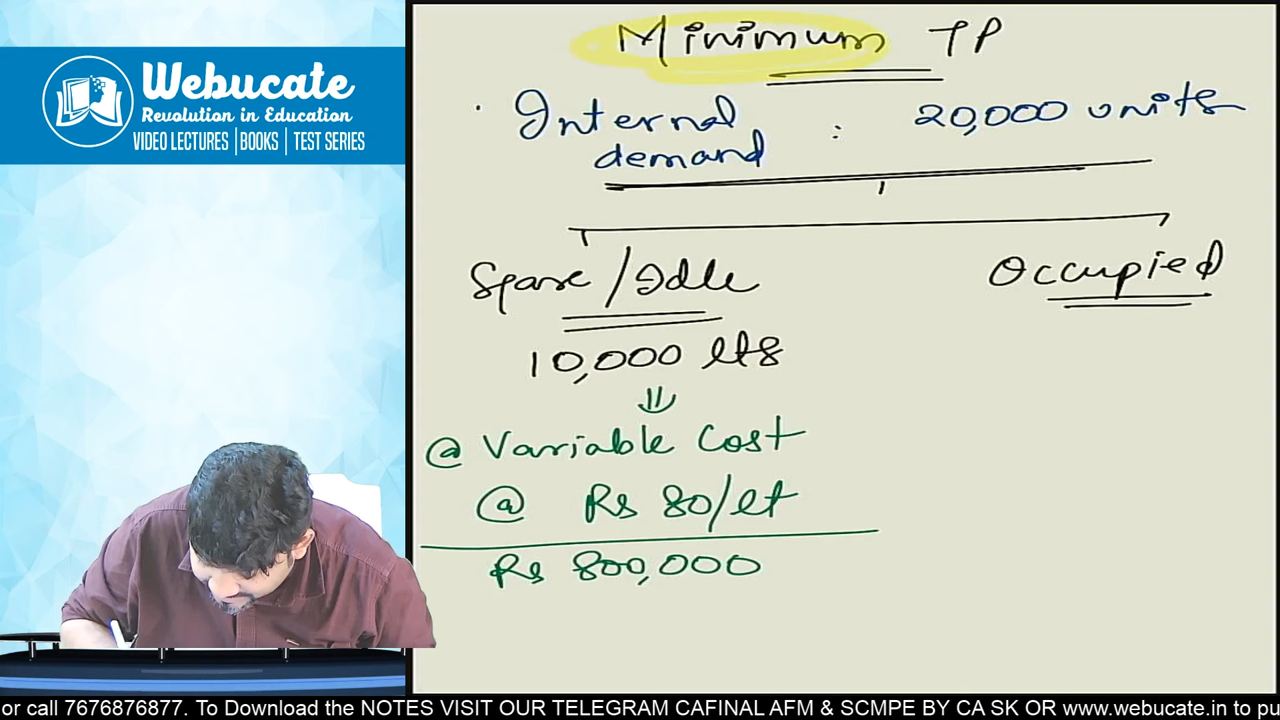 Webucate
Revolution in Education
VIDEO LECTURES | BOOKS | TEST SERIES
Minimum TP
Internal demand : 20,000 units
Spare/Idle
Occupied
10,000 lts
@ Variable Cost
@ Rs 80/lt
Rs 800,000
or call 7676876877. To Download the NOTES VISIT OUR TELEGRAM CAFINAL AFM & SCMPE BY CA SK OR www.webucate.in to pu